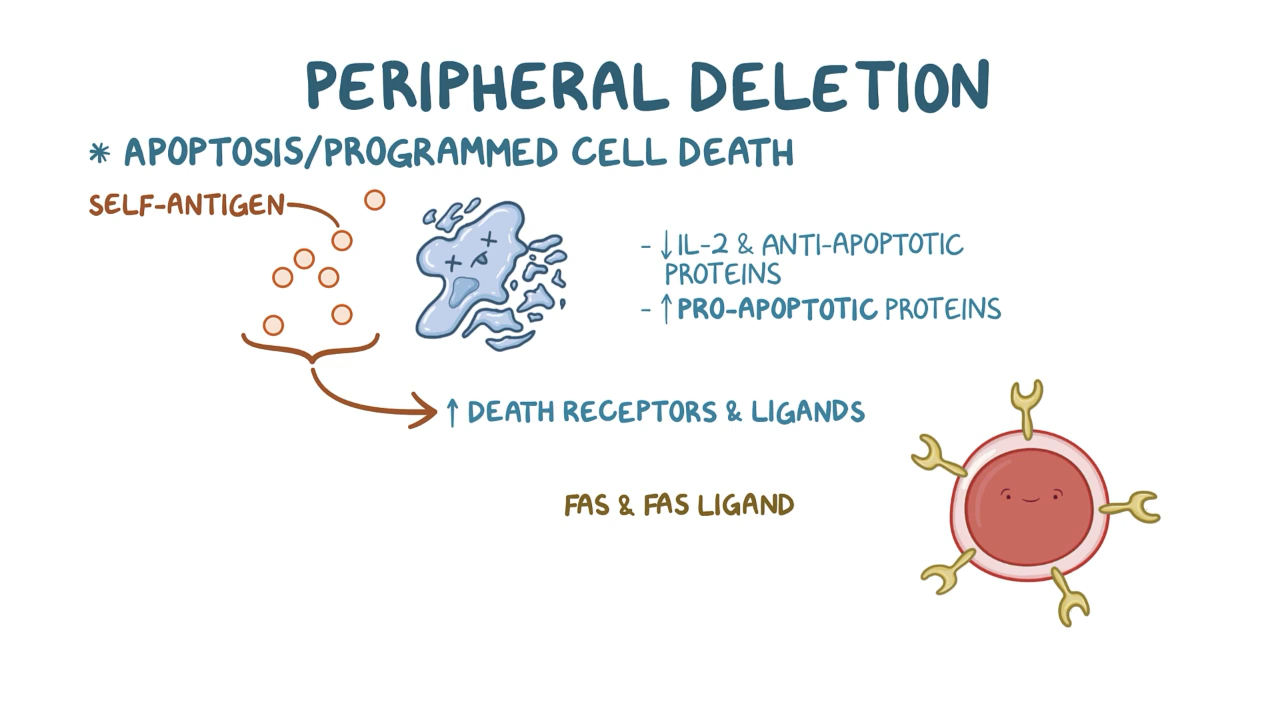 PERIPHERAL DELETION
* APOPTOSIS/PROGRAMMED CELL DEATH
SELF-ANTIGEN
- ↓ IL-2 & ANTI-APOPTOTIC
PROTEINS
- ↑ PRO-APOPTOTIC PROTEINS
↑ DEATH RECEPTORS & LIGANDS
FAS & FAS LIGAND